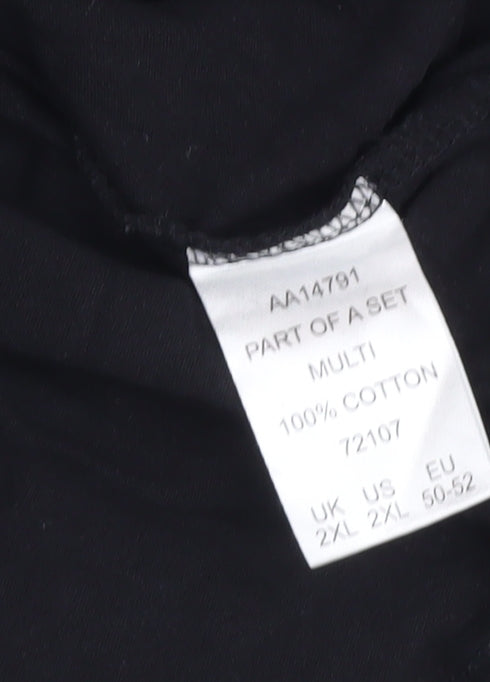 AA14791
PART OF A SET
MULTI
100% COTTON
72107
UK US EU
2XL 2XL 50-52